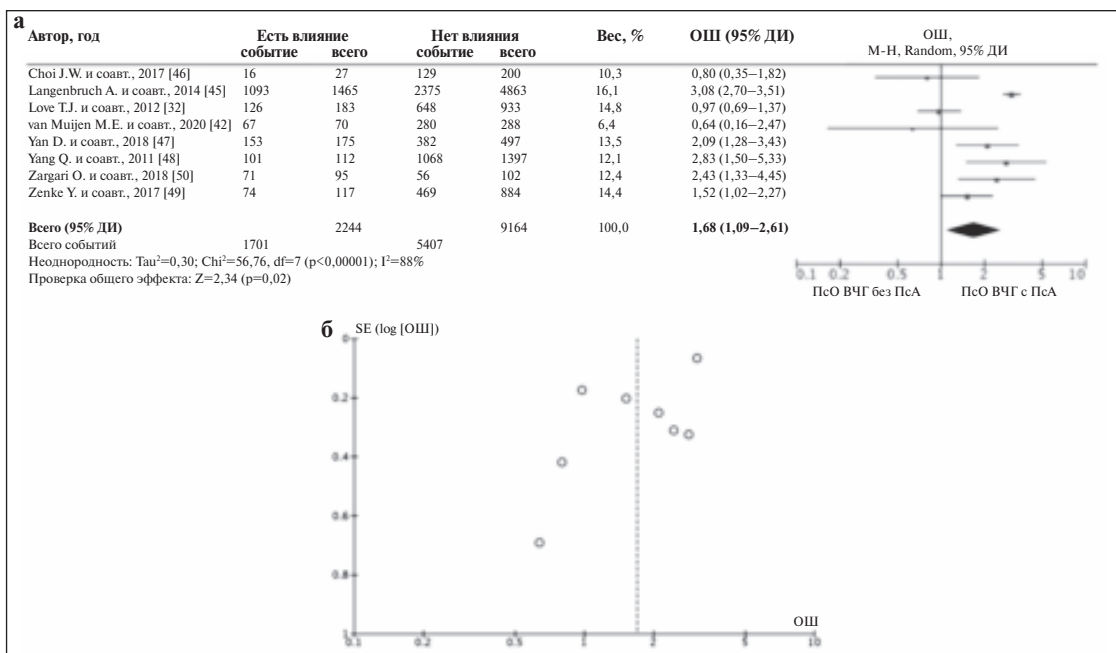 а
Автор, год Есть влияние Нет влияния Вес, % ОШ (95% ДИ) ОШ,
событие всего событие всего М-Н, Random, 95% ДИ
Choi J.W. и соавт., 2017 [46] 16 27 129 200 10,3 0,80 (0,35–1,82)
Langenbruch A. и соавт., 2014 [45] 1093 1465 2375 4863 16,1 3,08 (2,70–3,51)
Love T.J. и соавт., 2012 [32] 126 183 648 933 14,8 0,97 (0,69–1,37)
van Muijen M.E. и соавт., 2020 [42] 67 70 280 288 6,4 0,64 (0,16–2,47)
Yan D. и соавт., 2018 [47] 153 175 382 497 13,5 2,09 (1,28–3,43)
Yang Q. и соавт., 2011 [48] 101 112 1068 1397 12,1 2,83 (1,50–5,33)
Zargari O. и соавт., 2018 [50] 71 95 56 102 12,4 2,43 (1,33–4,45)
Zenke Y. и соавт., 2017 [49] 74 117 469 884 14,4 1,52 (1,02–2,27)
Всего (95% ДИ) 2244 9164 100,0 1,68 (1,09–2,61)
Всего событий 1701 5407
Неоднородность: Tau²=0,30; Chi²=56,76, df=7 (p<0,00001); I²=88%
Проверка общего эффекта: Z=2,34 (p=0,02)
0.1 0.2 0.5 1 2 5 10
ПсО ВЧГ без ПсА ПсО ВЧГ с ПсА
б
SE (log [ОШ])
0
0.2
0.4
0.6
0.8
1
ОШ
0.1 0.2 0.5 1 2 5 10